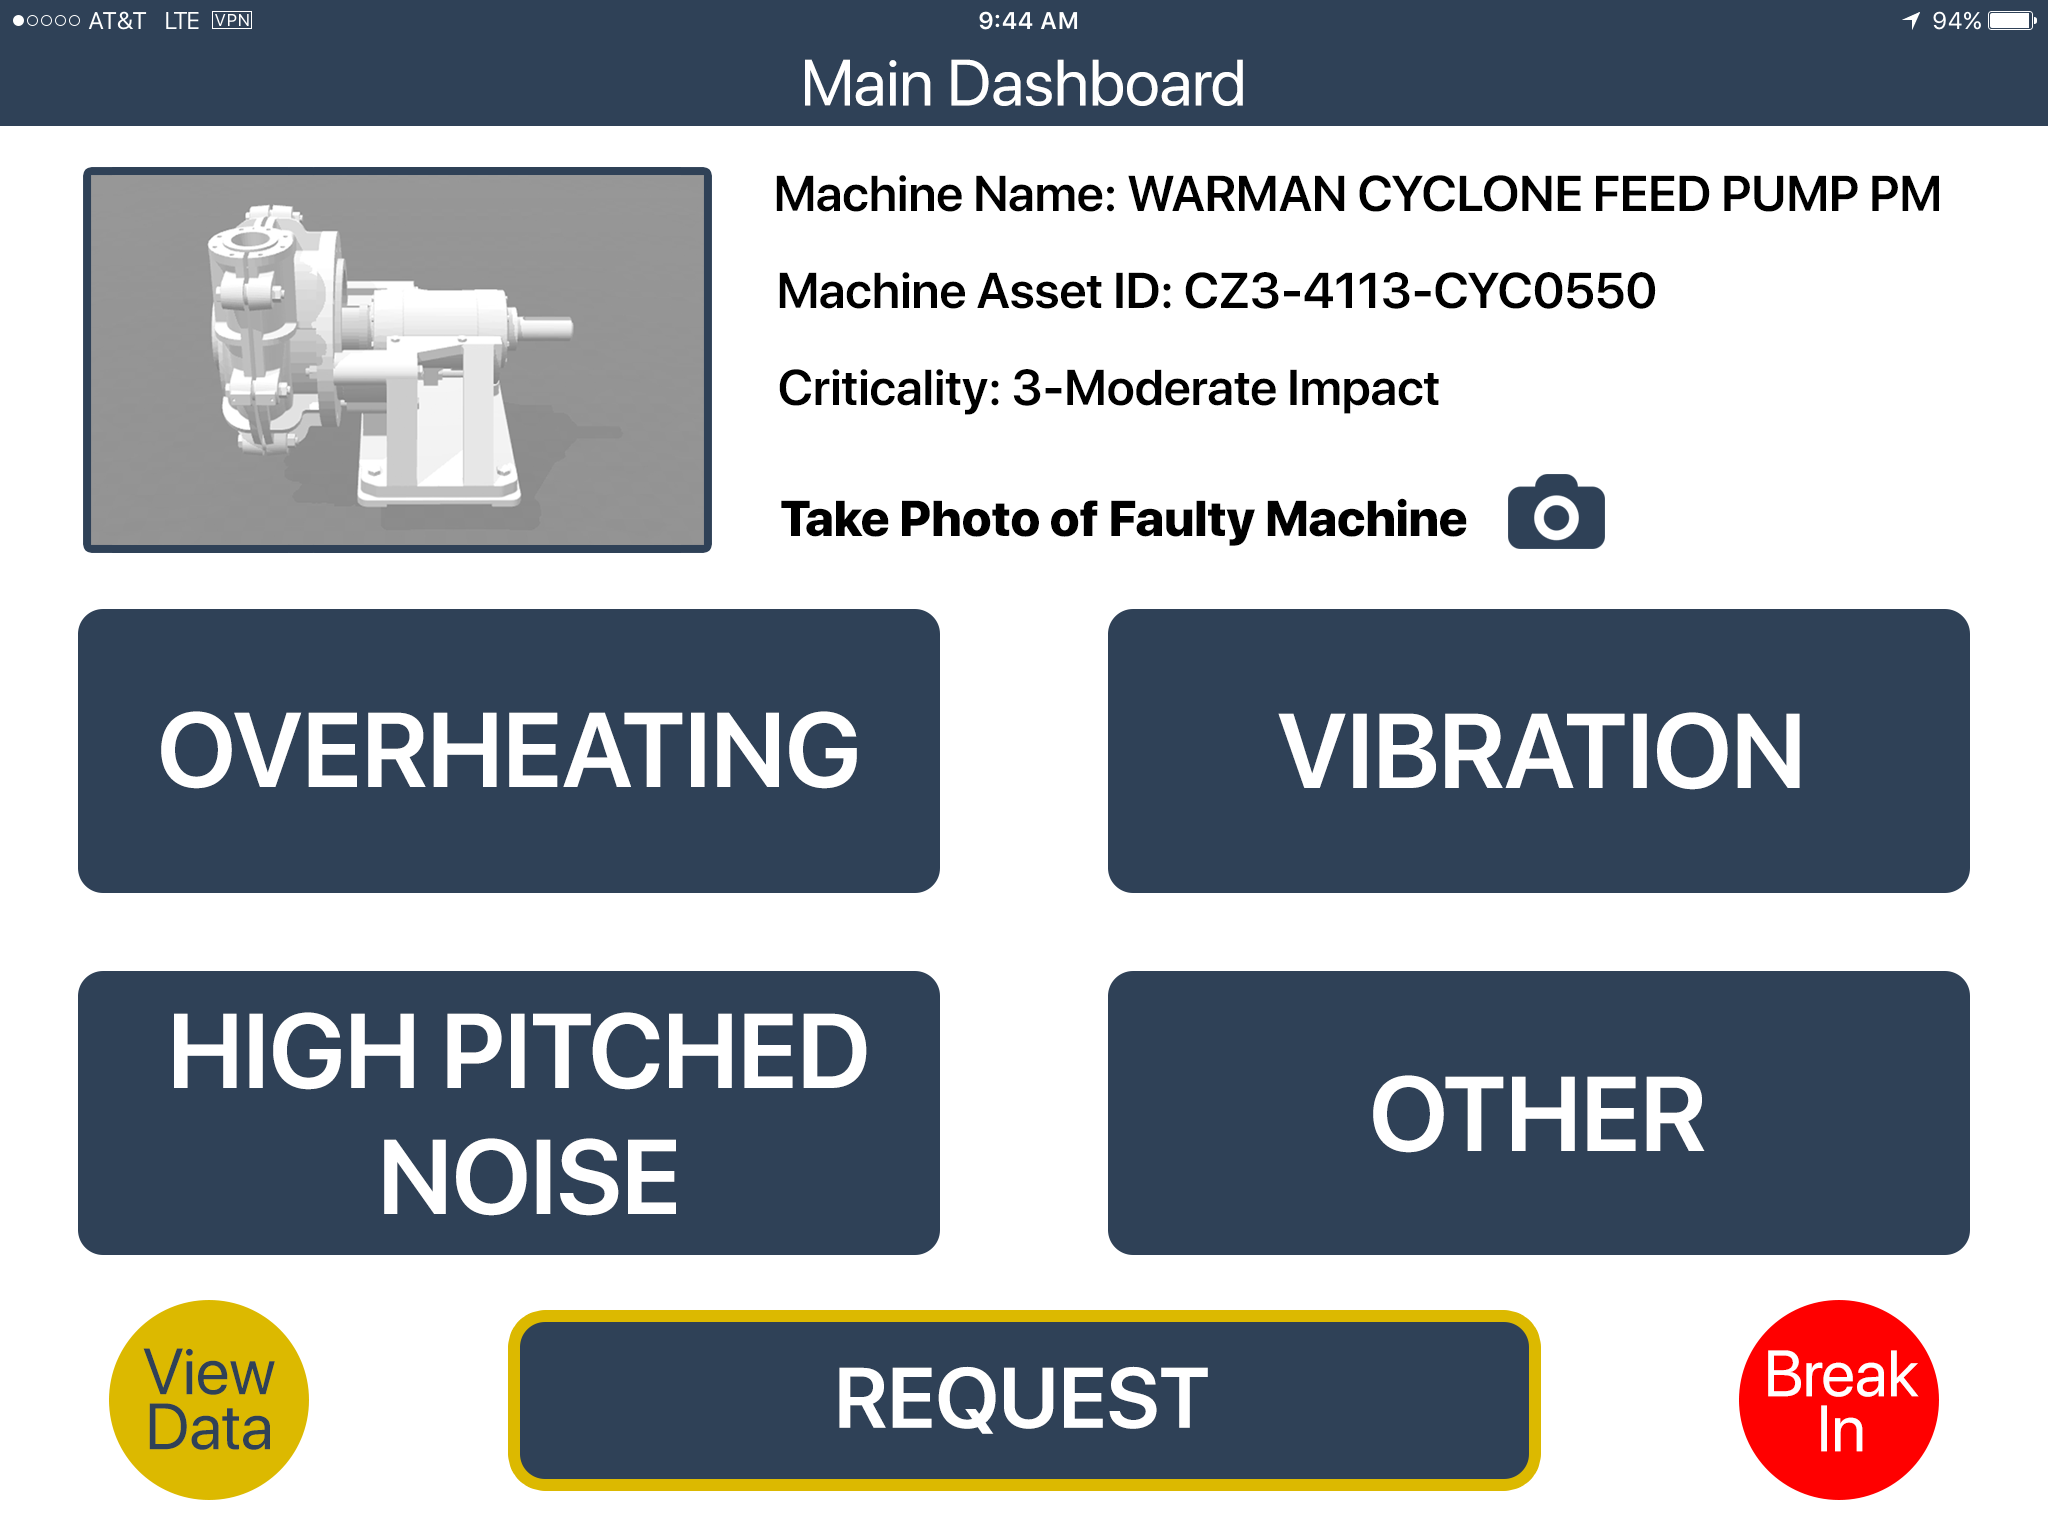 AT&T LTE VPN 9:44 AM 94%
Main Dashboard
Machine Name: WARMAN CYCLONE FEED PUMP PM
Machine Asset ID: CZ3-4113-CYC0550
Criticality: 3-Moderate Impact
Take Photo of Faulty Machine
OVERHEATING
VIBRATION
HIGH PITCHED
NOISE
OTHER
View
Data
REQUEST
Break
In